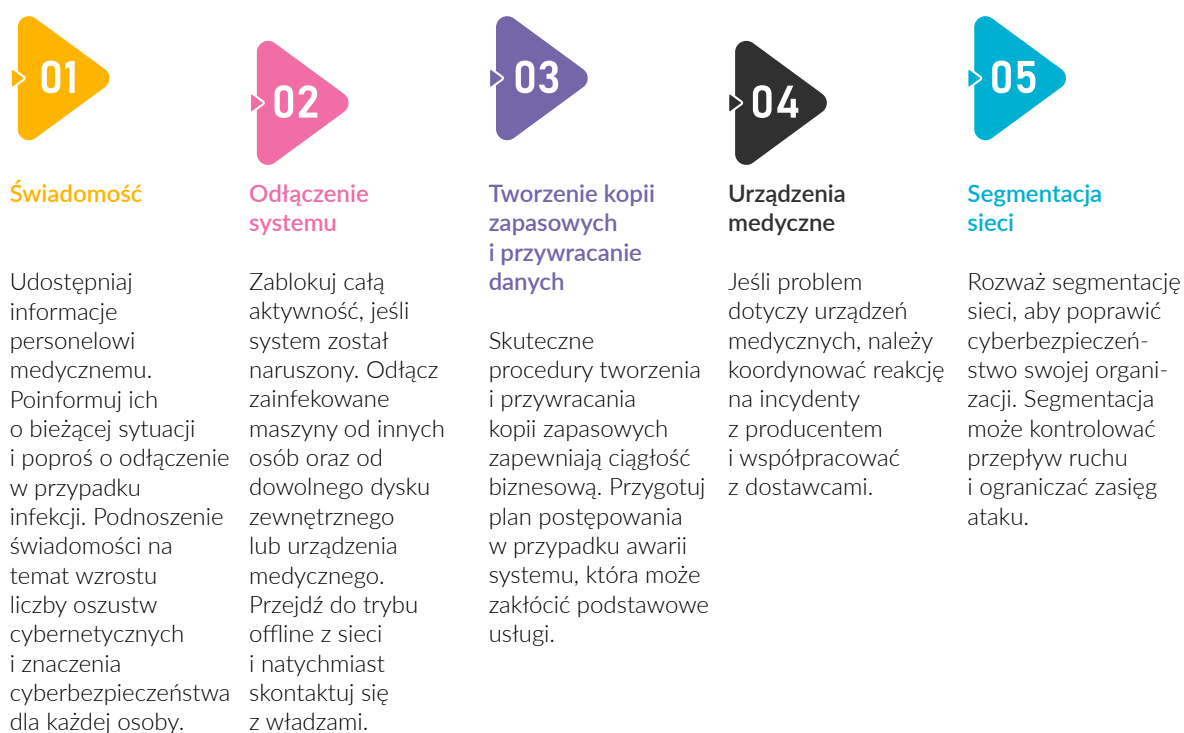 01
Świadomość
Udostępniaj
informacje
personelowi
medycznemu.
Poinformuj ich
o bieżącej sytuacji
i poproś o odłączenie
w przypadku
infekcji. Podnoszenie
świadomości na
temat wzrostu
liczby oszustw
cybernetycznych
i znaczenia
cyberbezpieczeństwa
dla każdej osoby.
02
Odłączenie
systemu
Zablokuj całą
aktywność, jeśli
system został
naruszony. Odłącz
zainfekowane
maszyny od innych
osób oraz od
dowolnego dysku
zewnętrznego
lub urządzenia
medycznego.
Przejdź do trybu
offline z sieci
i natychmiast
skontaktuj się
z władzami.
03
Tworzenie kopii
zapasowych
i przywracanie
danych
Skuteczne
procedury tworzenia
i przywracania
kopii zapasowych
zapewniają ciągłość
biznesową. Przygotuj
plan postępowania
w przypadku awarii
systemu, która może
zakłócić podstawowe
usługi.
04
Urządzenia
medyczne
Jeśli problem
dotyczy urządzeń
medycznych, należy
koordynować reakcję
na incydenty
z producentem
i współpracować
z dostawcami.
05
Segmentacja
sieci
Rozważ segmentację
sieci, aby poprawić
cyberbezpieczeń-
stwo swojej organi-
zacji. Segmentacja
może kontrolować
przepływ ruchu
i ograniczać zasięg
ataku.